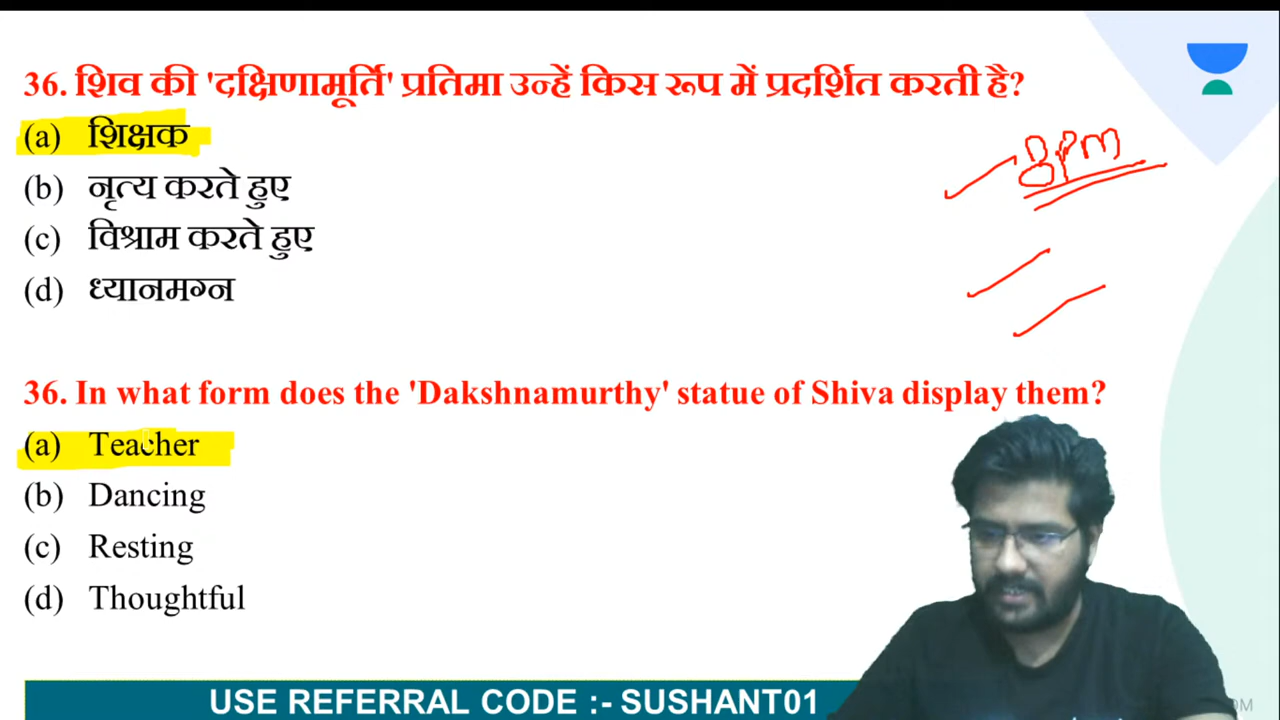 36. शिव की 'दक्षिणामूर्ति' प्रतिमा उन्हें किस रूप में प्रदर्शित करती है?
(a) शिक्षक
(b) नृत्य करते हुए
(c) विश्राम करते हुए
(d) ध्यानमग्न
8PM
36. In what form does the 'Dakshnamurthy' statue of Shiva display them?
(a) Teacher
(b) Dancing
(c) Resting
(d) Thoughtful
USE REFERRAL CODE :- SUSHANT01